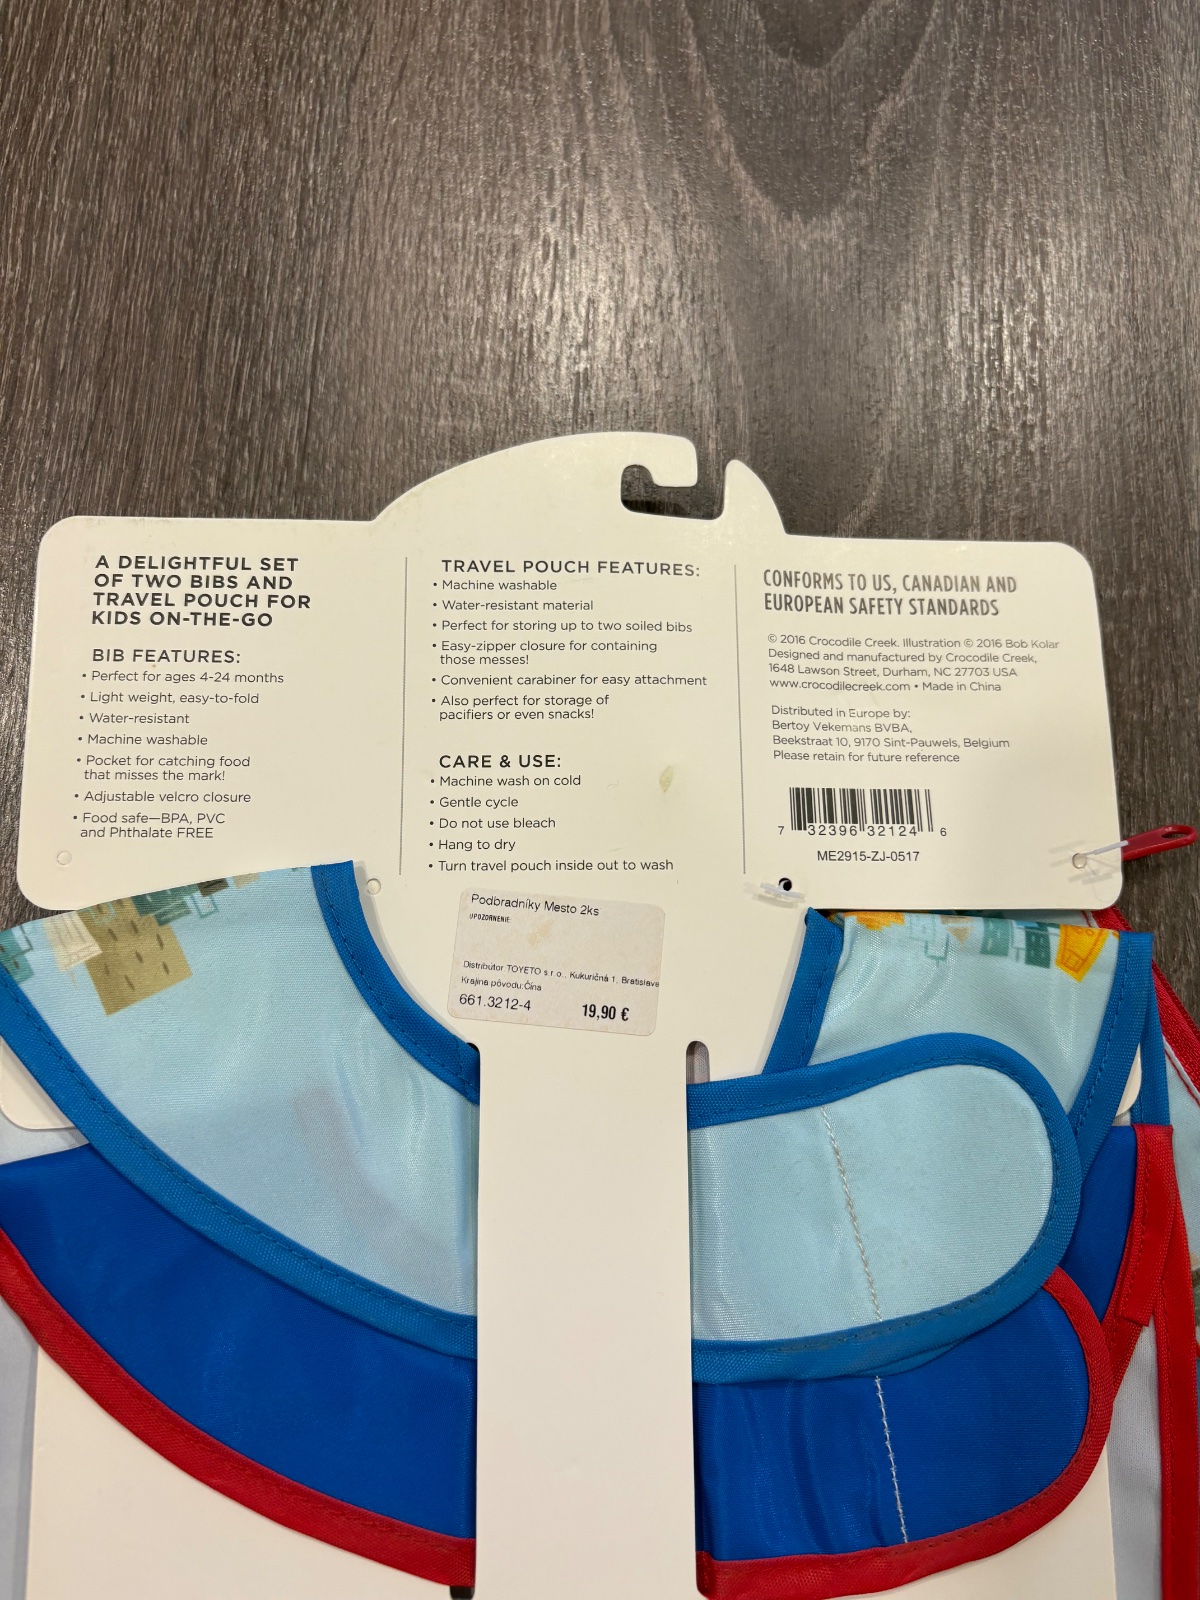 A DELIGHTFUL SET
OF TWO BIBS AND
TRAVEL POUCH FOR
KIDS ON-THE-GO
BIB FEATURES:
• Perfect for ages 4-24 months
• Light weight, easy-to-fold
• Water-resistant
• Machine washable
• Pocket for catching food
that misses the mark!
• Adjustable velcro closure
• Food safe—BPA, PVC
and Phthalate FREE
TRAVEL POUCH FEATURES:
• Machine washable
• Water-resistant material
• Perfect for storing up to two soiled bibs
• Easy-zipper closure for containing
those messes!
• Convenient carabiner for easy attachment
• Also perfect for storage of
pacifiers or even snacks!
CARE & USE:
• Machine wash on cold
• Gentle cycle
• Do not use bleach
• Hang to dry
• Turn travel pouch inside out to wash
CONFORMS TO US, CANADIAN AND
EUROPEAN SAFETY STANDARDS
© 2016 Crocodile Creek. Illustration © 2016 Bob Kolar
Designed and manufactured by Crocodile Creek,
1648 Lawson Street, Durham, NC 27703 USA
www.crocodilecreek.com • Made in China
Distributed in Europe by:
Bertoy Vekemans BVBA,
Beekstraat 10, 9170 Sint-Pauwels, Belgium
Please retain for future reference
7 32396 32124 6
ME2915-ZJ-0517
Podbradníky Mesto 2ks
UPOZORNENIE:
Distribútor TOYETO s.r.o., Kukuričná 1, Bratislava
Krajina pôvodu:Čína
661.3212-4 19,90 €